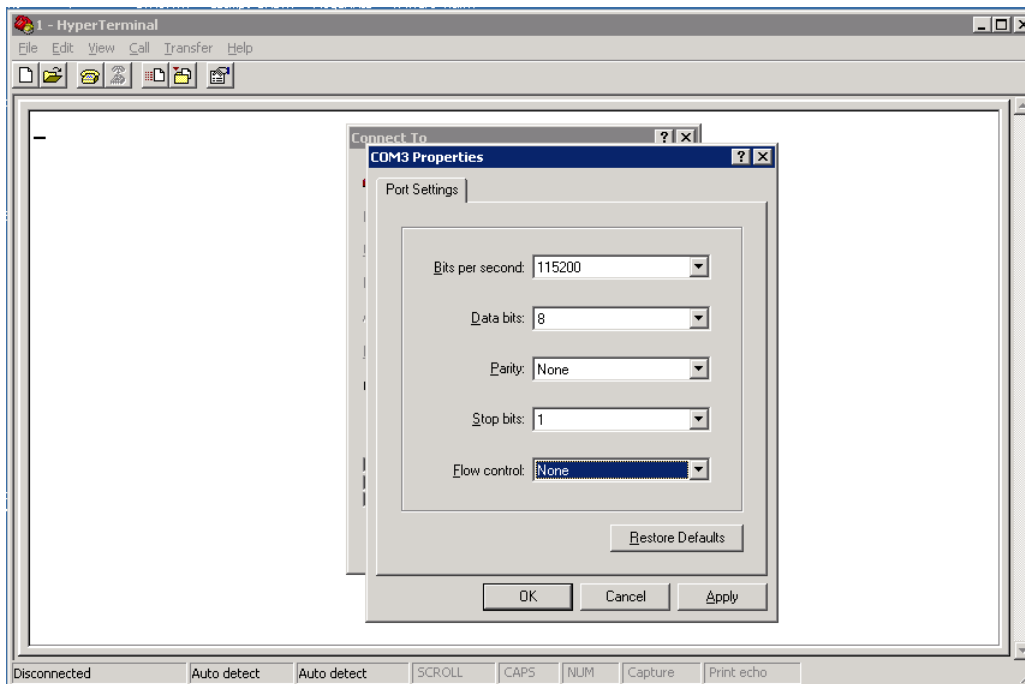 1 - HyperTerminal
File Edit View Call Transfer Help
Connect To
COM3 Properties
Port Settings
Bits per second: 115200
Data bits: 8
Parity: None
Stop bits: 1
Flow control: None
Restore Defaults
OK Cancel Apply
Disconnected Auto detect Auto detect SCROLL CAPS NUM Capture Print echo